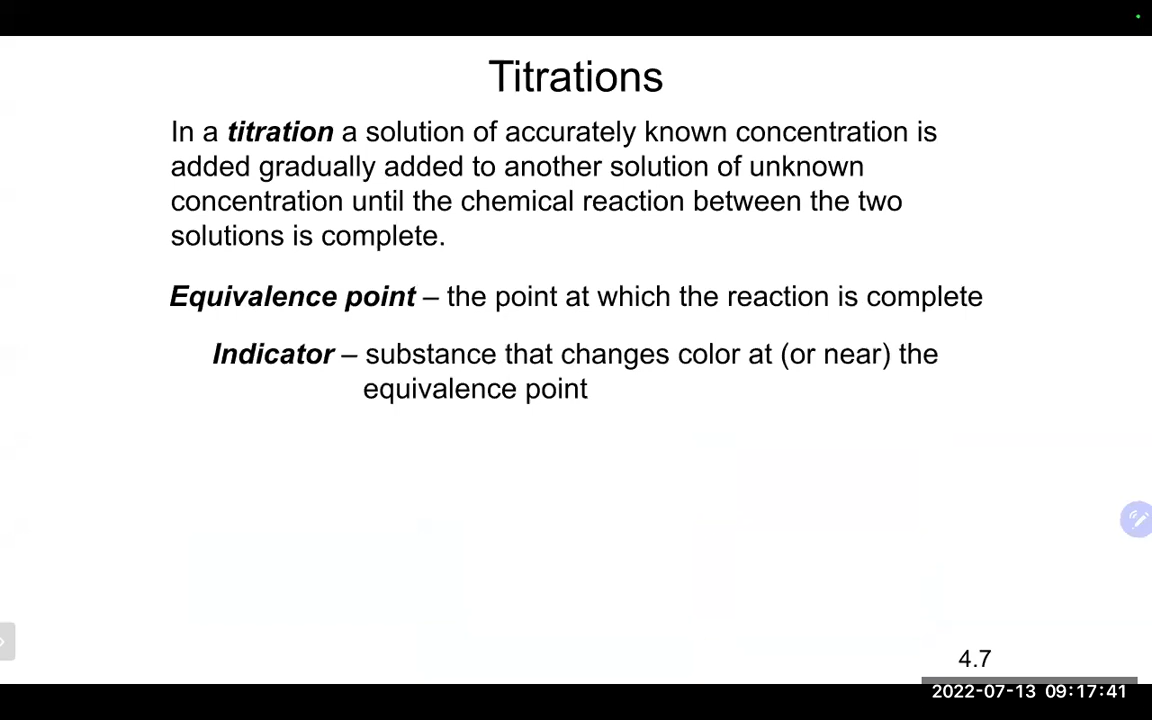 Titrations
In a titration a solution of accurately known concentration is
added gradually added to another solution of unknown
concentration until the chemical reaction between the two
solutions is complete.
Equivalence point – the point at which the reaction is complete
Indicator – substance that changes color at (or near) the
equivalence point
4.7
2022-07-13 09:17:41